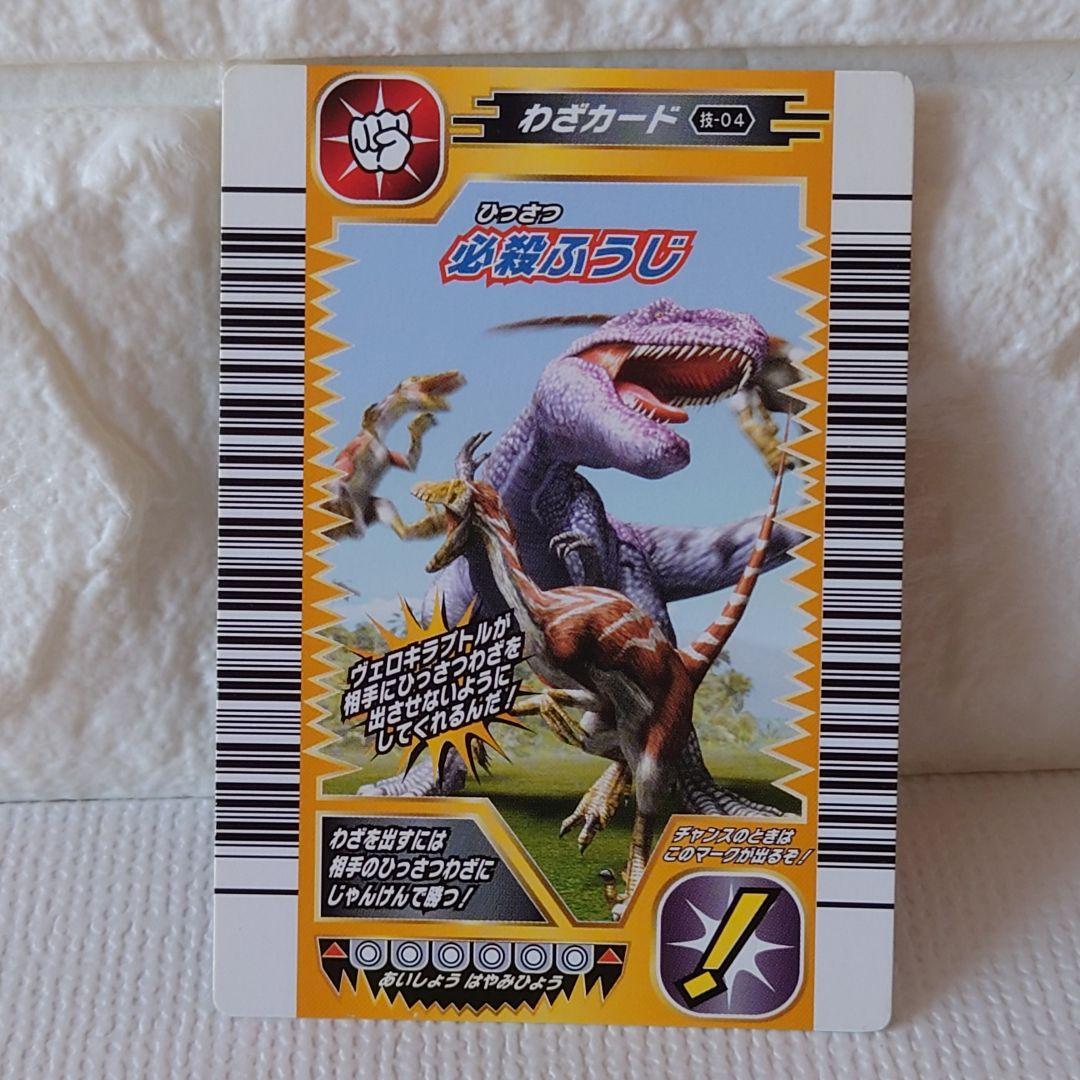 わざカード 技-04
ひっさつ
必殺ふうじ
ヴェロキラプトルが
相手にひっさつわざを
出させないように
してくれるんだ!
わざを出すには
相手のひっさつわざに
じゃんけんで勝つ!
チャンスのときは
このマークが出るぞ!
あいしょう はやみひょう